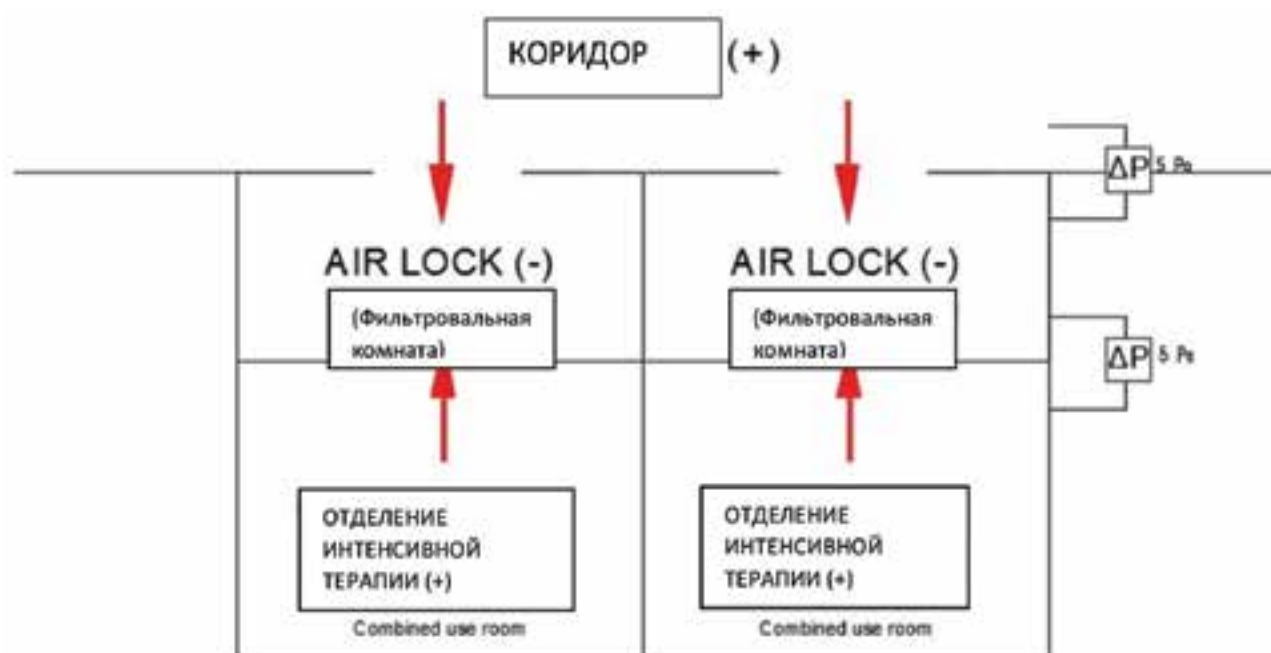 КОРИДОР (+)
ΔP 5 Pa
AIR LOCK (-) AIR LOCK (-)
(Фильтровальная
комната)
(Фильтровальная
комната)
ΔP 5 Pa
ОТДЕЛЕНИЕ
ИНТЕНСИВНОЙ
ТЕРАПИИ (+)
Combined use room
ОТДЕЛЕНИЕ
ИНТЕНСИВНОЙ
ТЕРАПИИ (+)
Combined use room